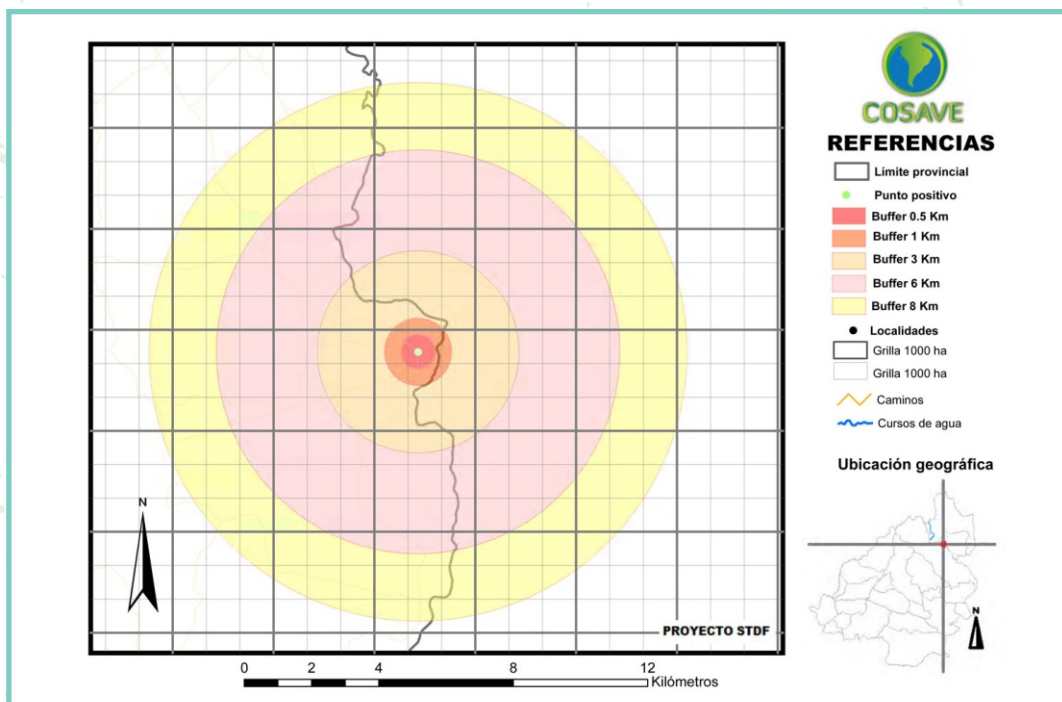 COSAVE
REFERENCIAS
Límite provincial
Punto positivo
Buffer 0.5 Km
Buffer 1 Km
Buffer 3 Km
Buffer 6 Km
Buffer 8 Km
Localidades
Grilla 1000 ha
Grilla 1000 ha
Caminos
Cursos de agua
Ubicación geográfica
N
N
PROYECTO STDF
0 2 4 8 12
Kilómetros